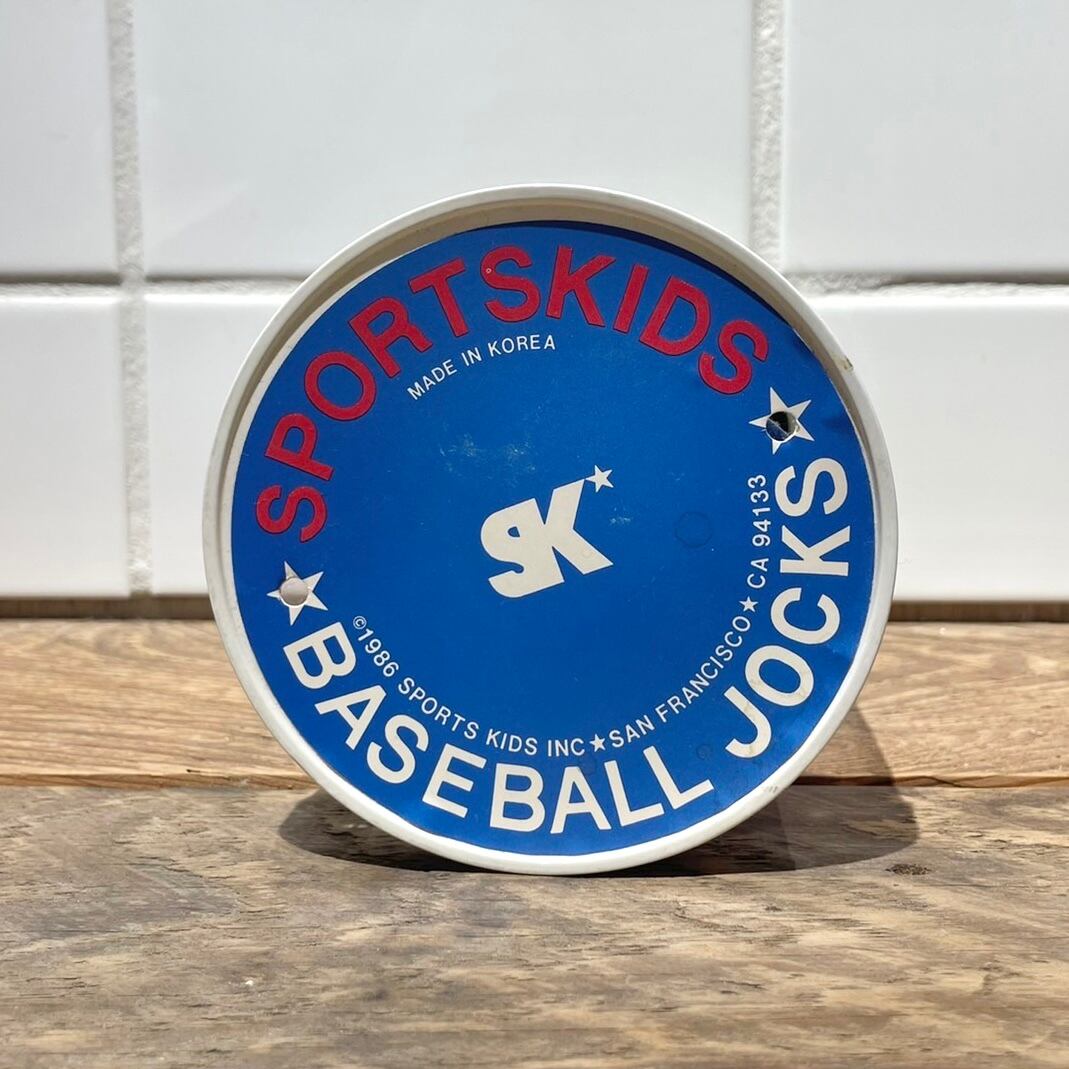 SPORTSKIDS
MADE IN KOREA
SK
©1986 SPORTS KIDS INC★SAN FRANCISCO★CA 94133
★BASEBALL JOCKS★